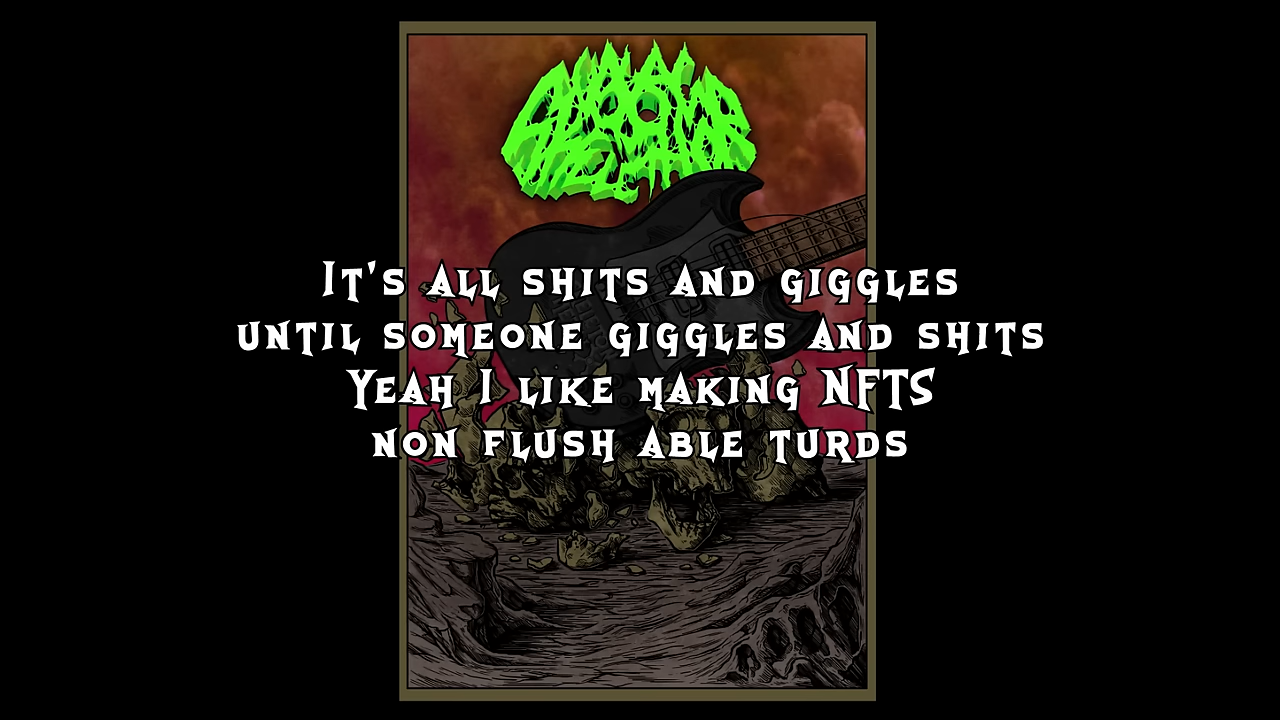 It's all shits and giggles
until someone giggles and shits
Yeah I like making NFTS
non flush able turds